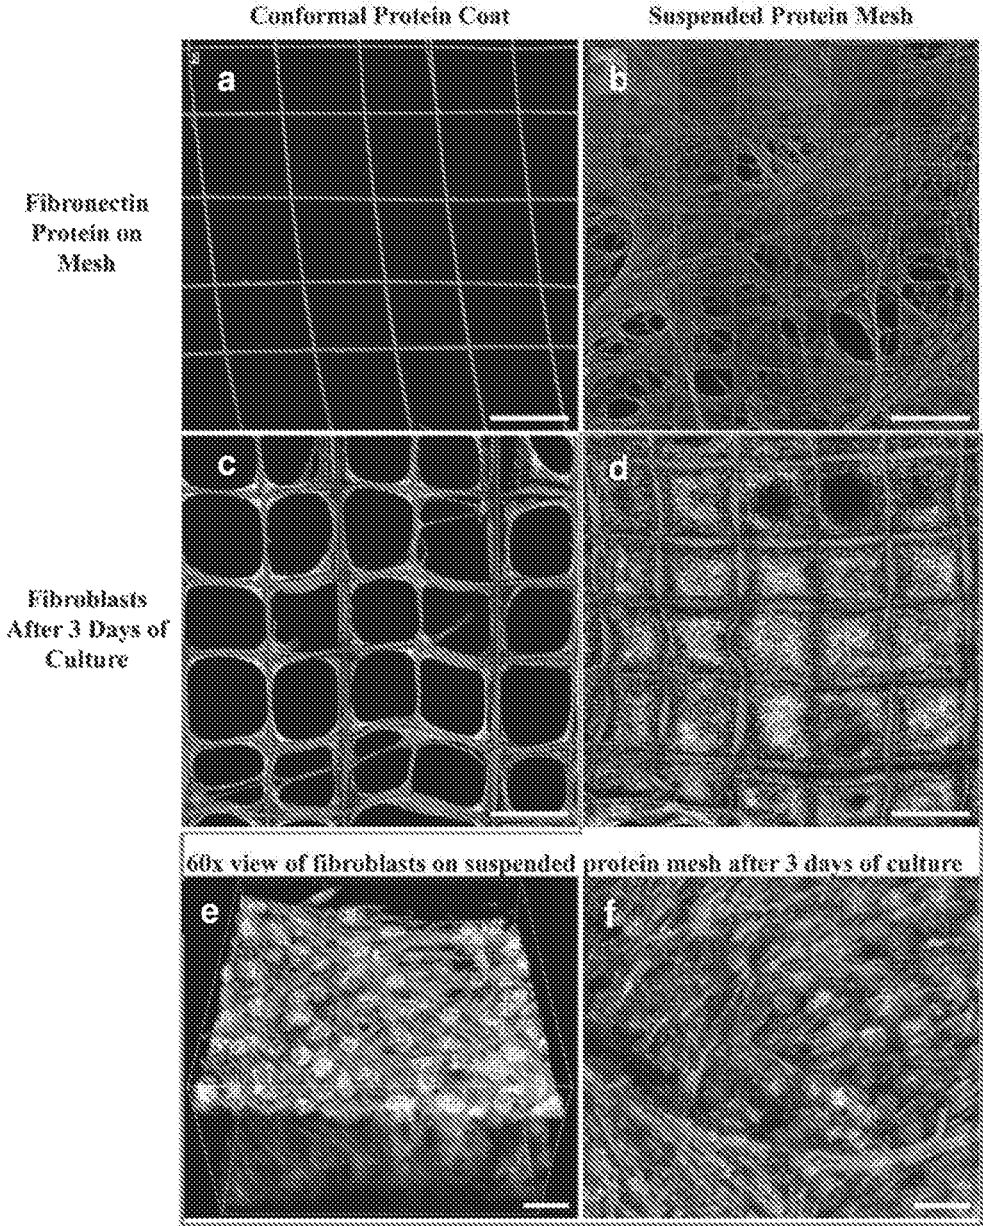 Conformal Protein Coat
Suspended Protein Mesh
a
b
Fibronectin
Protein on
Mesh
c
d
Fibroblasts
After 3 Days of
Culture
60x view of fibroblasts on suspended protein mesh after 3 days of culture
e
f